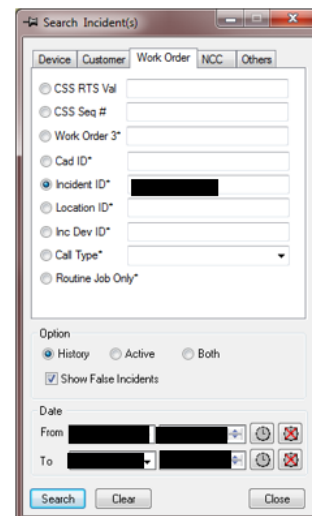 Search Incident(s)
Device Customer Work Order NCC Others
CSS RTS Val
CSS Seq #
Work Order 3*
Cad ID*
Incident ID*
Location ID*
Inc Dev ID*
Call Type*
Routine Job Only*
Option
History Active Both
Show False Incidents
Date
From
To
Search Clear Close